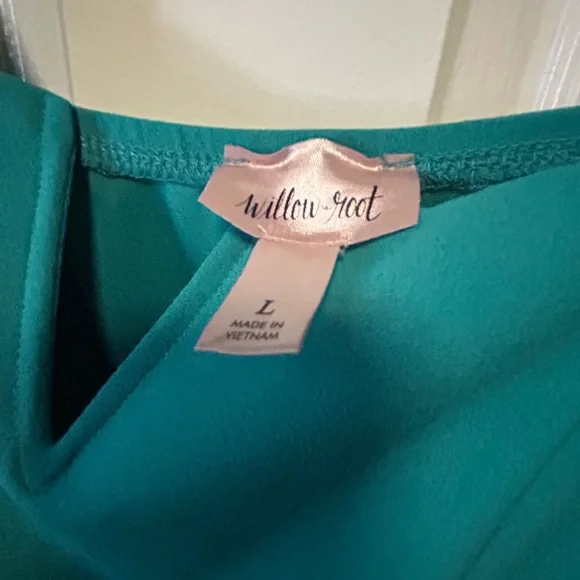 willow + root
L
MADE IN
VIETNAM